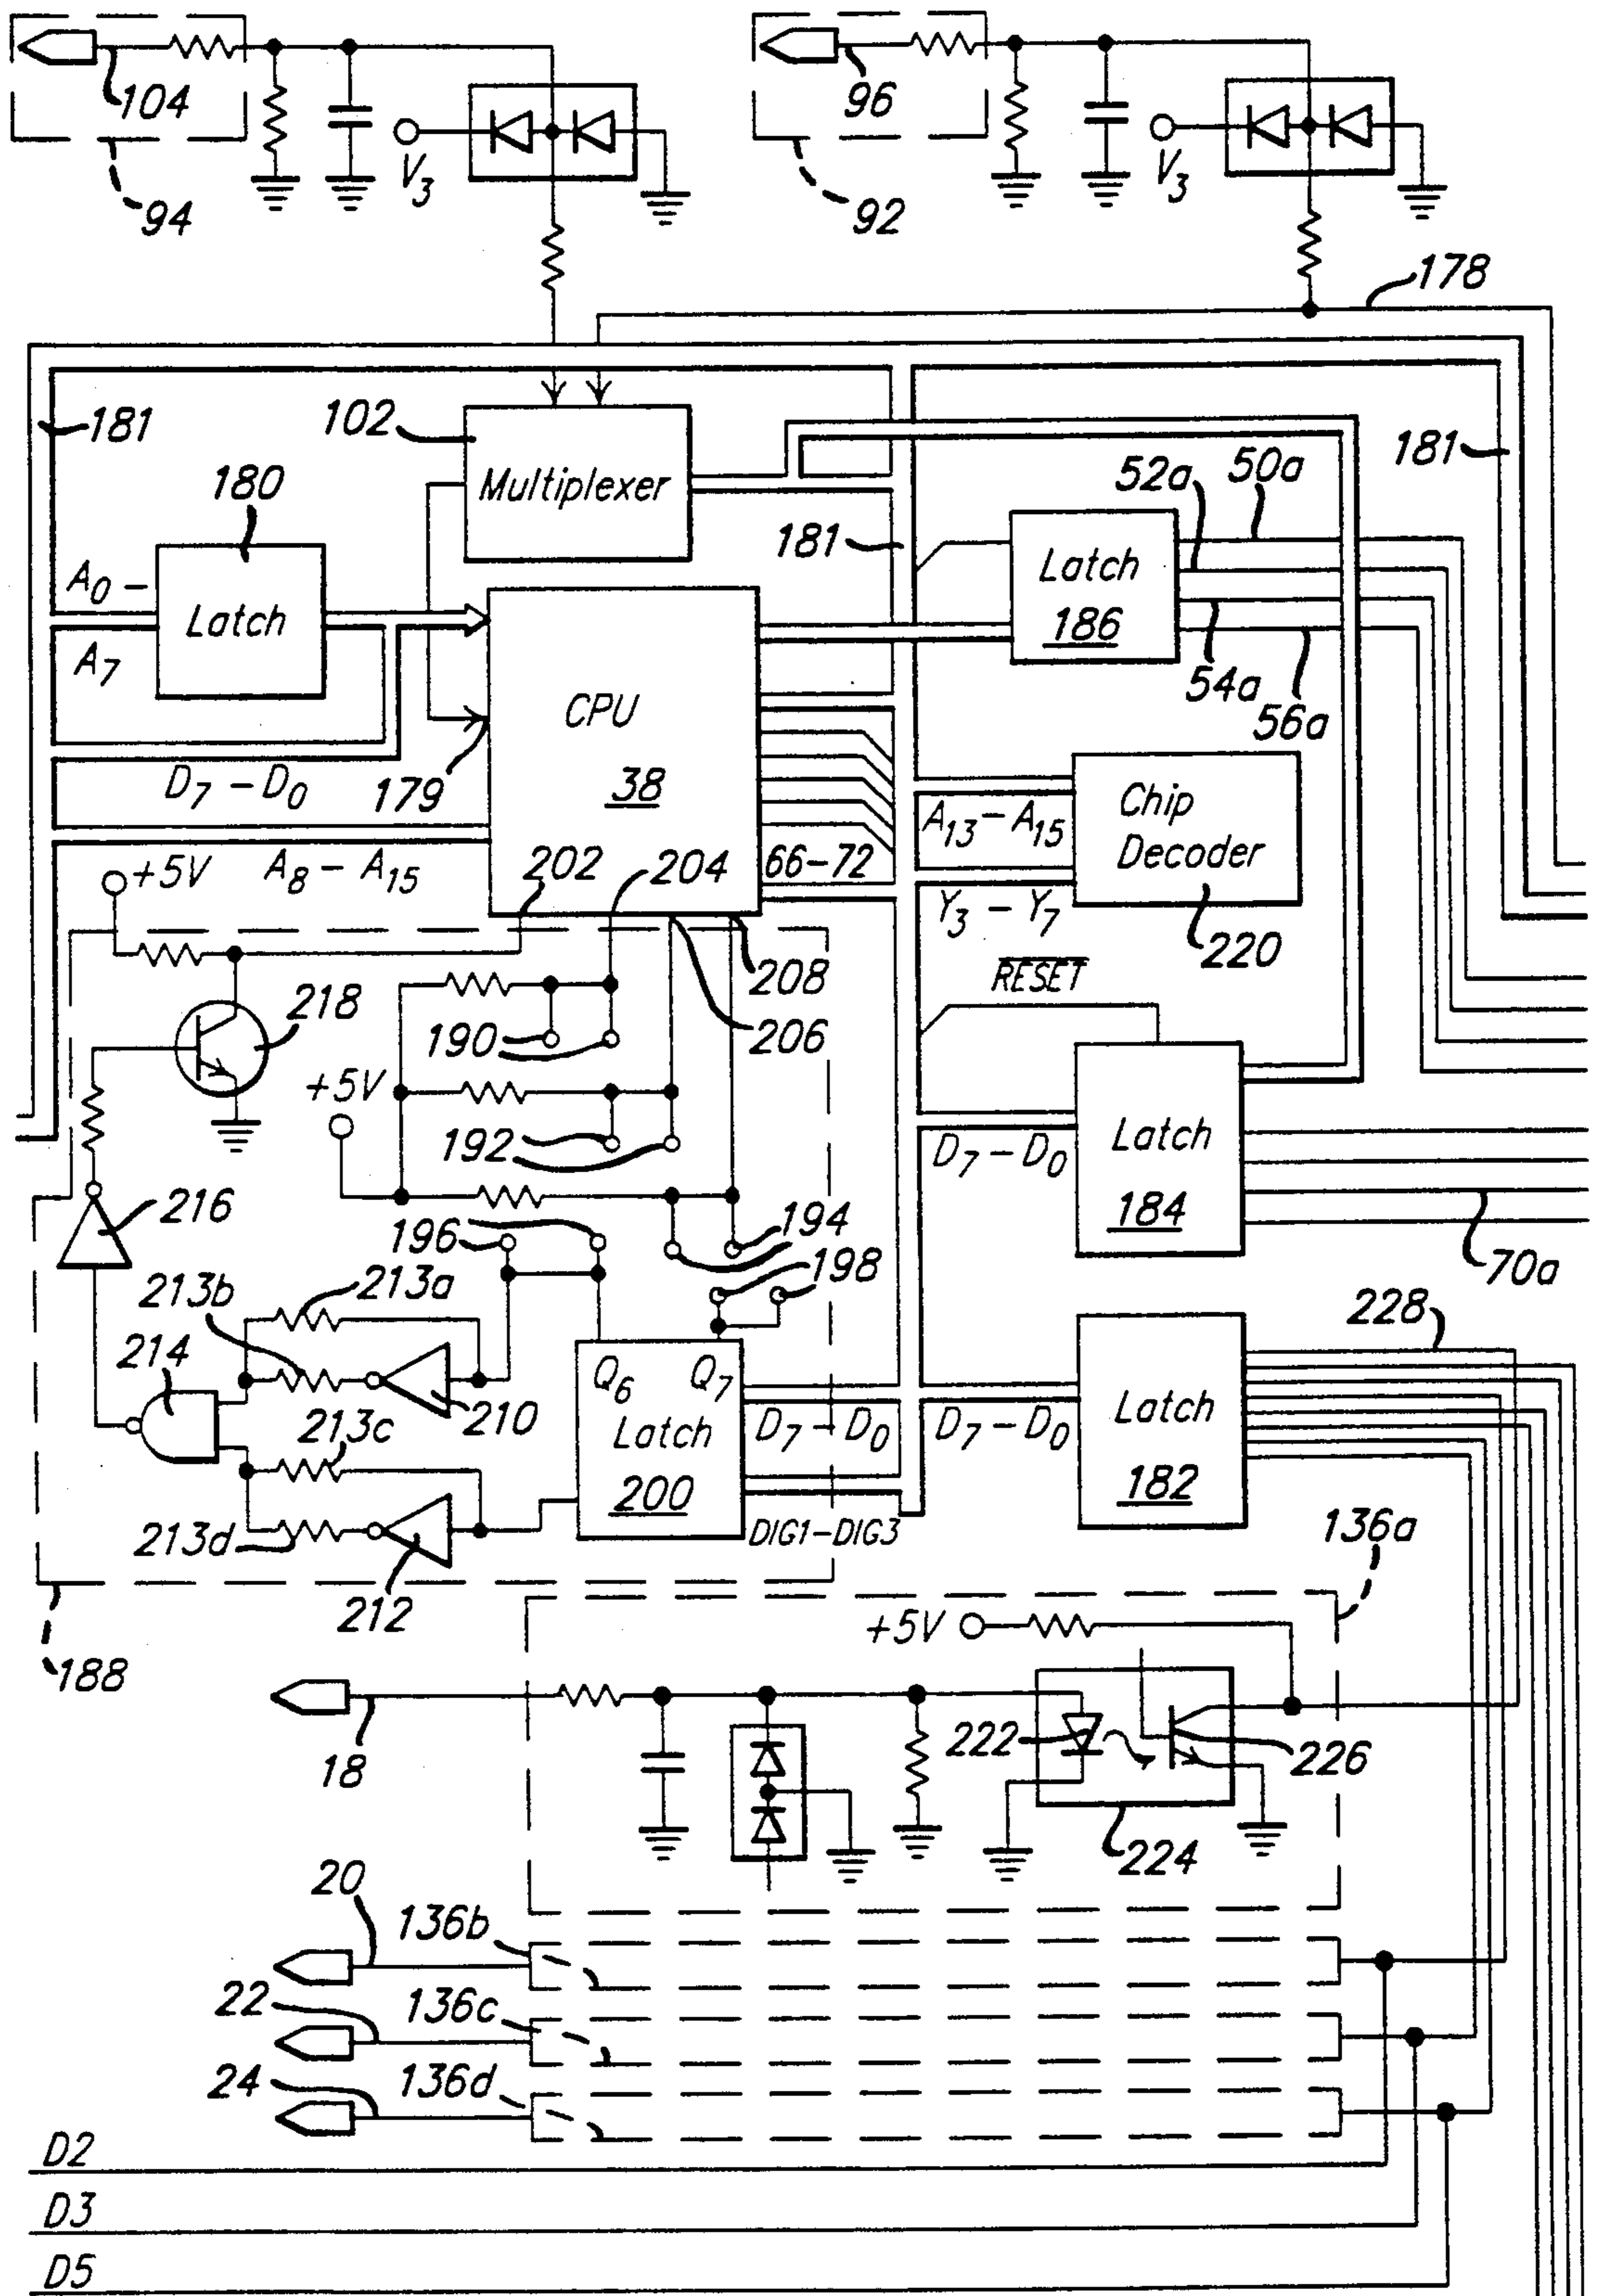 104
94
V3
96
92
V3
178
181
102
Multiplexer
180
A0 –
Latch
A7
181
52a
50a
181
Latch
186
54a
56a
CPU
38
179
D7 – D0
A8 – A15
+5V
202
204
66–72
A13 – A15
Chip
Decoder
Y3 – Y7
220
RESET
208
206
218
190
+5V
192
D7 – D0
Latch
184
70a
216
196
194
198
213a
213b
214
210
213c
213d
212
Q6
Q7
Latch
200
D7 – D0
DIG1–DIG3
D7 – D0
Latch
182
228
136a
188
+5V
18
222
226
224
20
136b
22
136c
24
136d
D2
D3
D5